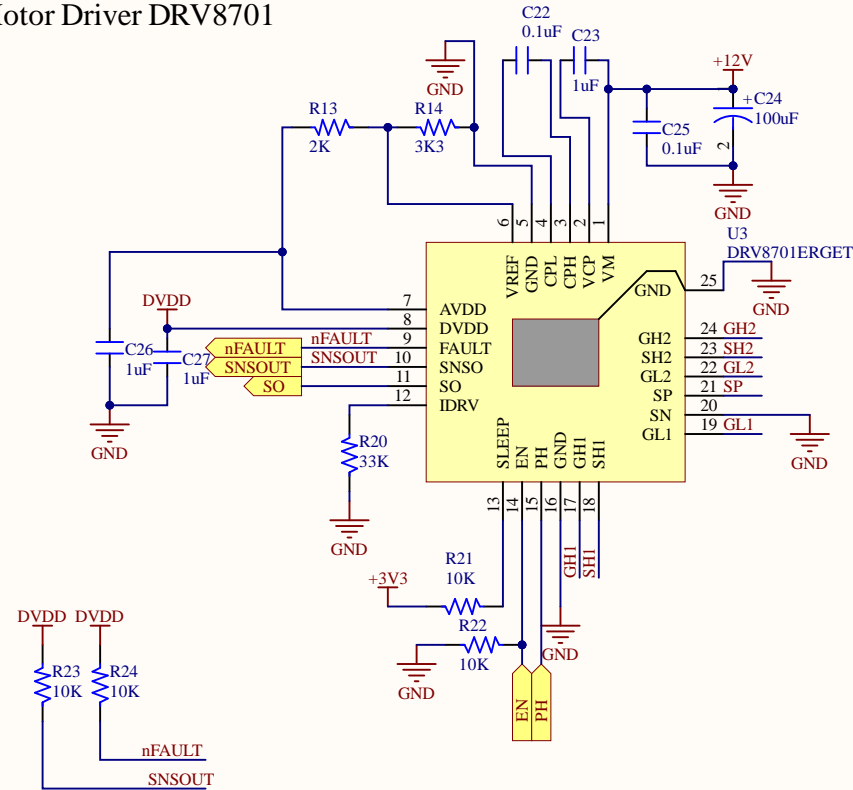 otor Driver DRV8701
C22
0.1uF
C23
1uF
+12V
+C24
100uF
C25
0.1uF
2
GND
GND
R13
2K
R14
3K3
U3
DRV8701ERGET
6 5 4 3 2 1
VREF GND CPL CPH VCP VM
25 GND
GND
DVDD
7 AVDD
8 DVDD
nFAULT nFAULT 9 FAULT
SNSOUT SNSOUT 10 SNSO
SO 11 SO
12 IDRV
C26
1uF
C27
1uF
GND
GH2 24 GH2
SH2 23 SH2
GL2 22 GL2
SP 21 SP
SN 20
GL1 19 GL1
GND
R20
33K
GND
SLEEP EN PH GND GH1 SH1
13 14 15 16 17 18
GH1 SH1
+3V3
R21
10K
R22
10K
GND
GND
EN PH
DVDD DVDD
R23
10K
R24
10K
nFAULT
SNSOUT